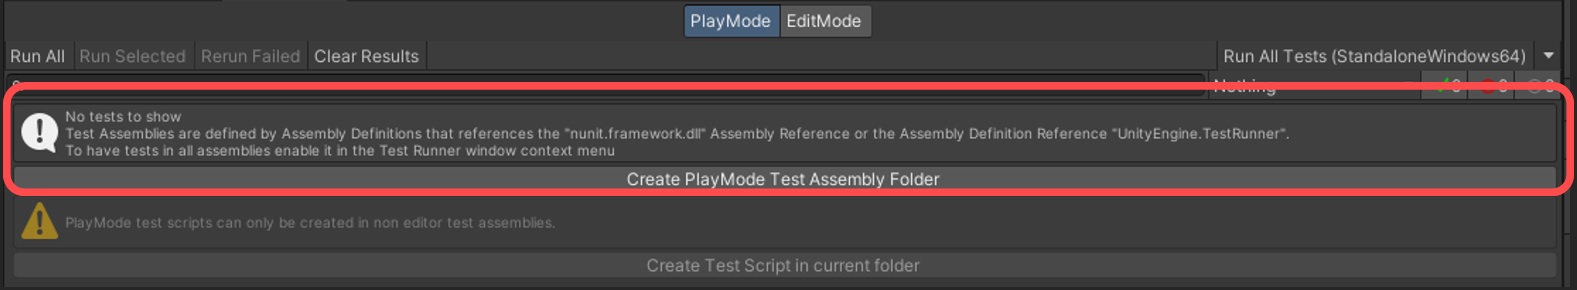 PlayMode EditMode
Run All Run Selected Rerun Failed Clear Results Run All Tests (StandaloneWindows64)
Nothing
No tests to show
Test Assemblies are defined by Assembly Definitions that references the "nunit.framework.dll" Assembly Reference or the Assembly Definition Reference "UnityEngine.TestRunner".
To have tests in all assemblies enable it in the Test Runner window context menu
Create PlayMode Test Assembly Folder
PlayMode test scripts can only be created in non editor test assemblies.
Create Test Script in current folder